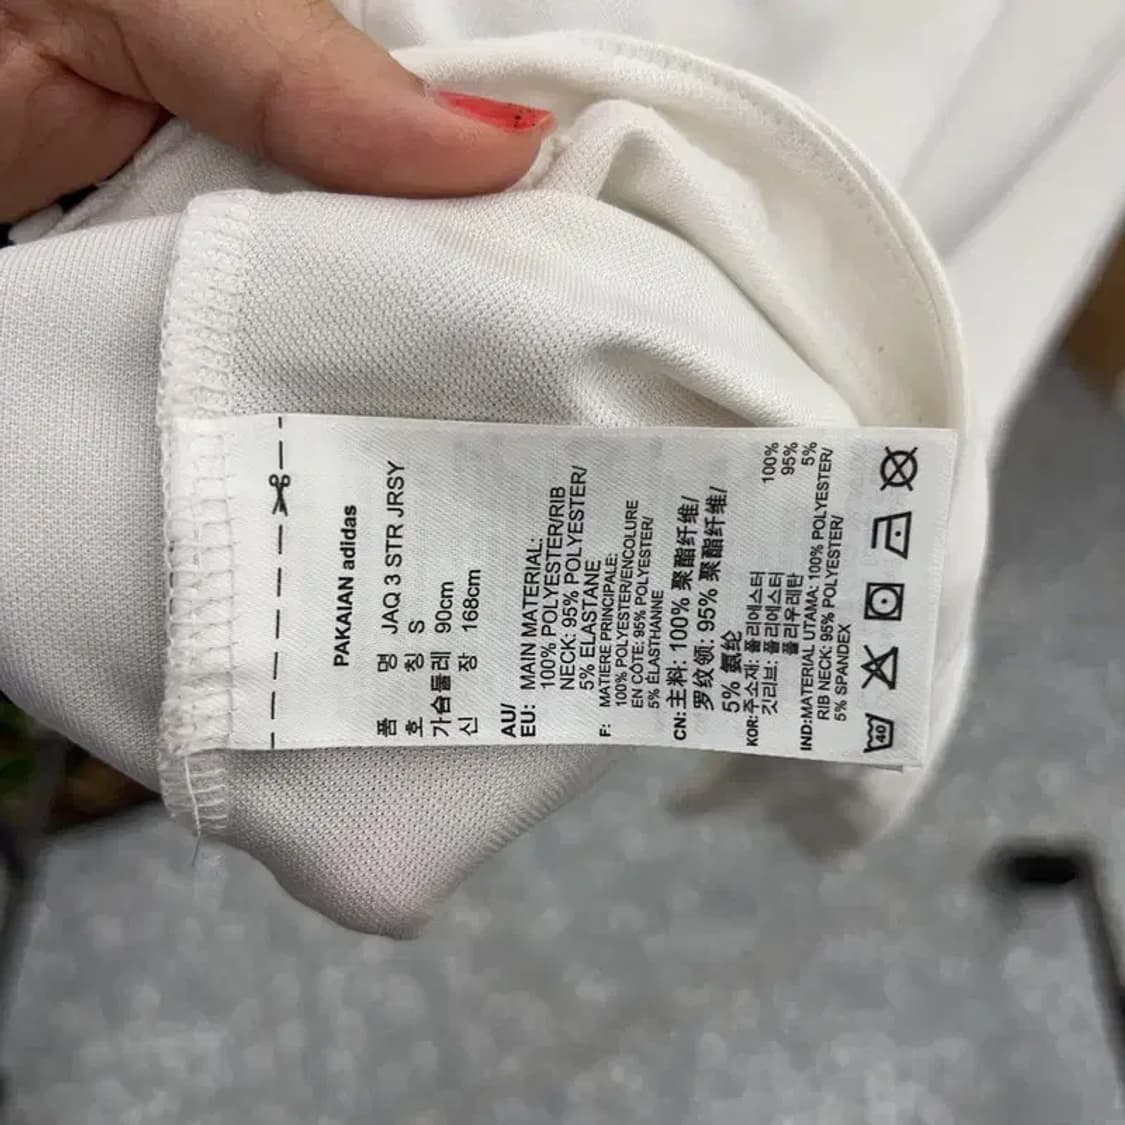 PAKAIAN adidas
품 명 JAQ 3 STR JRSY
호 칭 S
가슴둘레 90cm
신 장 168cm
AU/
EU: MAIN MATERIAL:
100% POLYESTER/RIB
NECK: 95% POLYESTER/
5% ELASTANE
F: MATIERE PRINCIPALE:
100% POLYESTER/ENCOLURE
EN CÔTE: 95% POLYESTER/
5% ÉLASTHANNE
CN: 主料: 100% 聚酯纤维/
罗纹领: 95% 聚酯纤维/
5% 氨纶
KOR: 주소재: 폴리에스터 100%
깃리브: 폴리에스터 95%
폴리우레탄 5%
IND:MATERIAL UTAMA: 100% POLYESTER/
RIB NECK: 95% POLYESTER/
5% SPANDEX
40